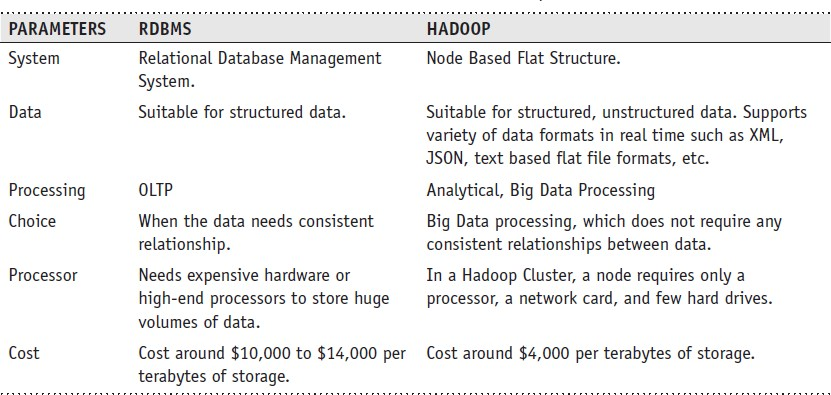 PARAMETERS RDBMS HADOOP
System Relational Database Management Node Based Flat Structure.
System.
Data Suitable for structured data. Suitable for structured, unstructured data. Supports
variety of data formats in real time such as XML,
JSON, text based flat file formats, etc.
Processing OLTP Analytical, Big Data Processing
Choice When the data needs consistent Big Data processing, which does not require any
relationship. consistent relationships between data.
Processor Needs expensive hardware or In a Hadoop Cluster, a node requires only a
high-end processors to store huge processor, a network card, and few hard drives.
volumes of data.
Cost Cost around $10,000 to $14,000 per Cost around $4,000 per terabytes of storage.
terabytes of storage.